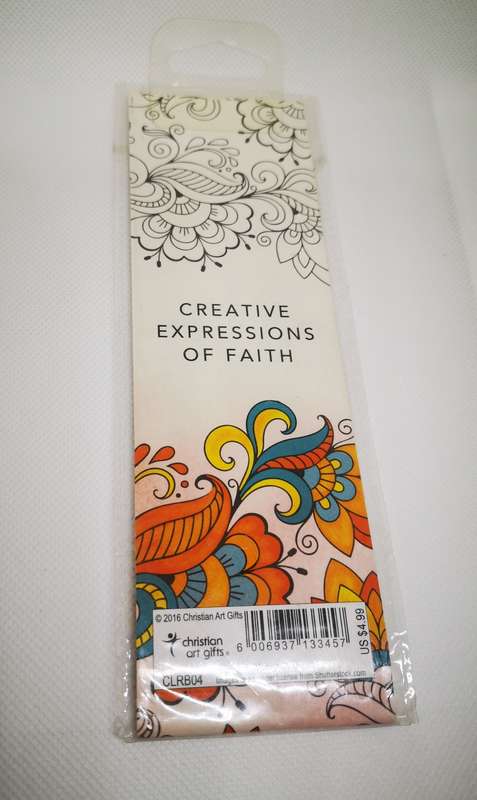 CREATIVE
EXPRESSIONS
OF FAITH
© 2016 Christian Art Gifts
christian
art gifts®
6 006937 133457
US $4.99
CLRB04
license from Shutterstock.com